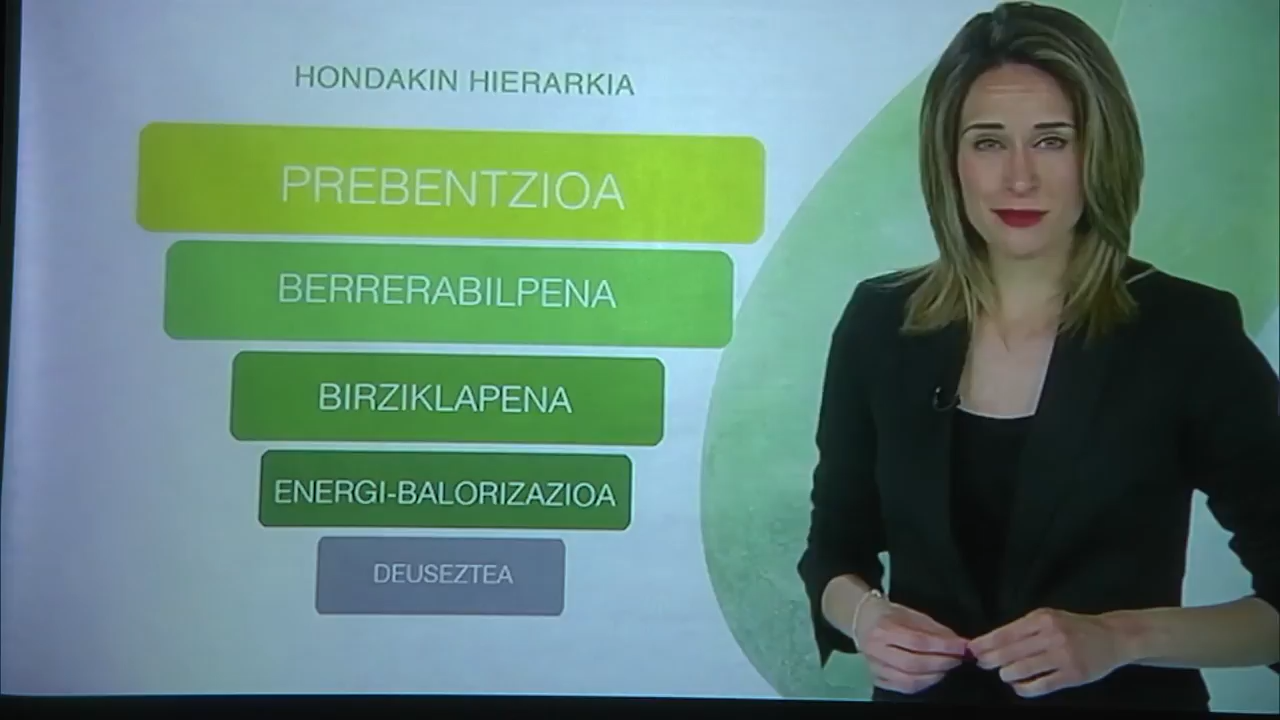 HONDAKIN HIERARKIA
PREBENTZIOA
BERRERABILPENA
BIRZIKLAPENA
ENERGI-BALORIZAZIOA
DEUSEZTEA